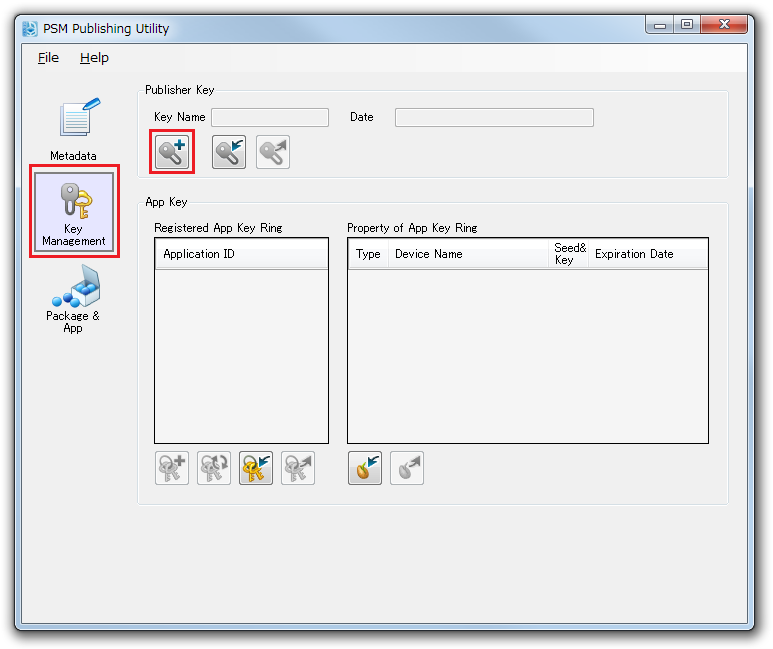 PSM Publishing Utility
File Help
Metadata
Key
Management
Package &
App
Publisher Key
Key Name Date
App Key
Registered App Key Ring
Application ID
Property of App Key Ring
Type Device Name Seed&
Key Expiration Date